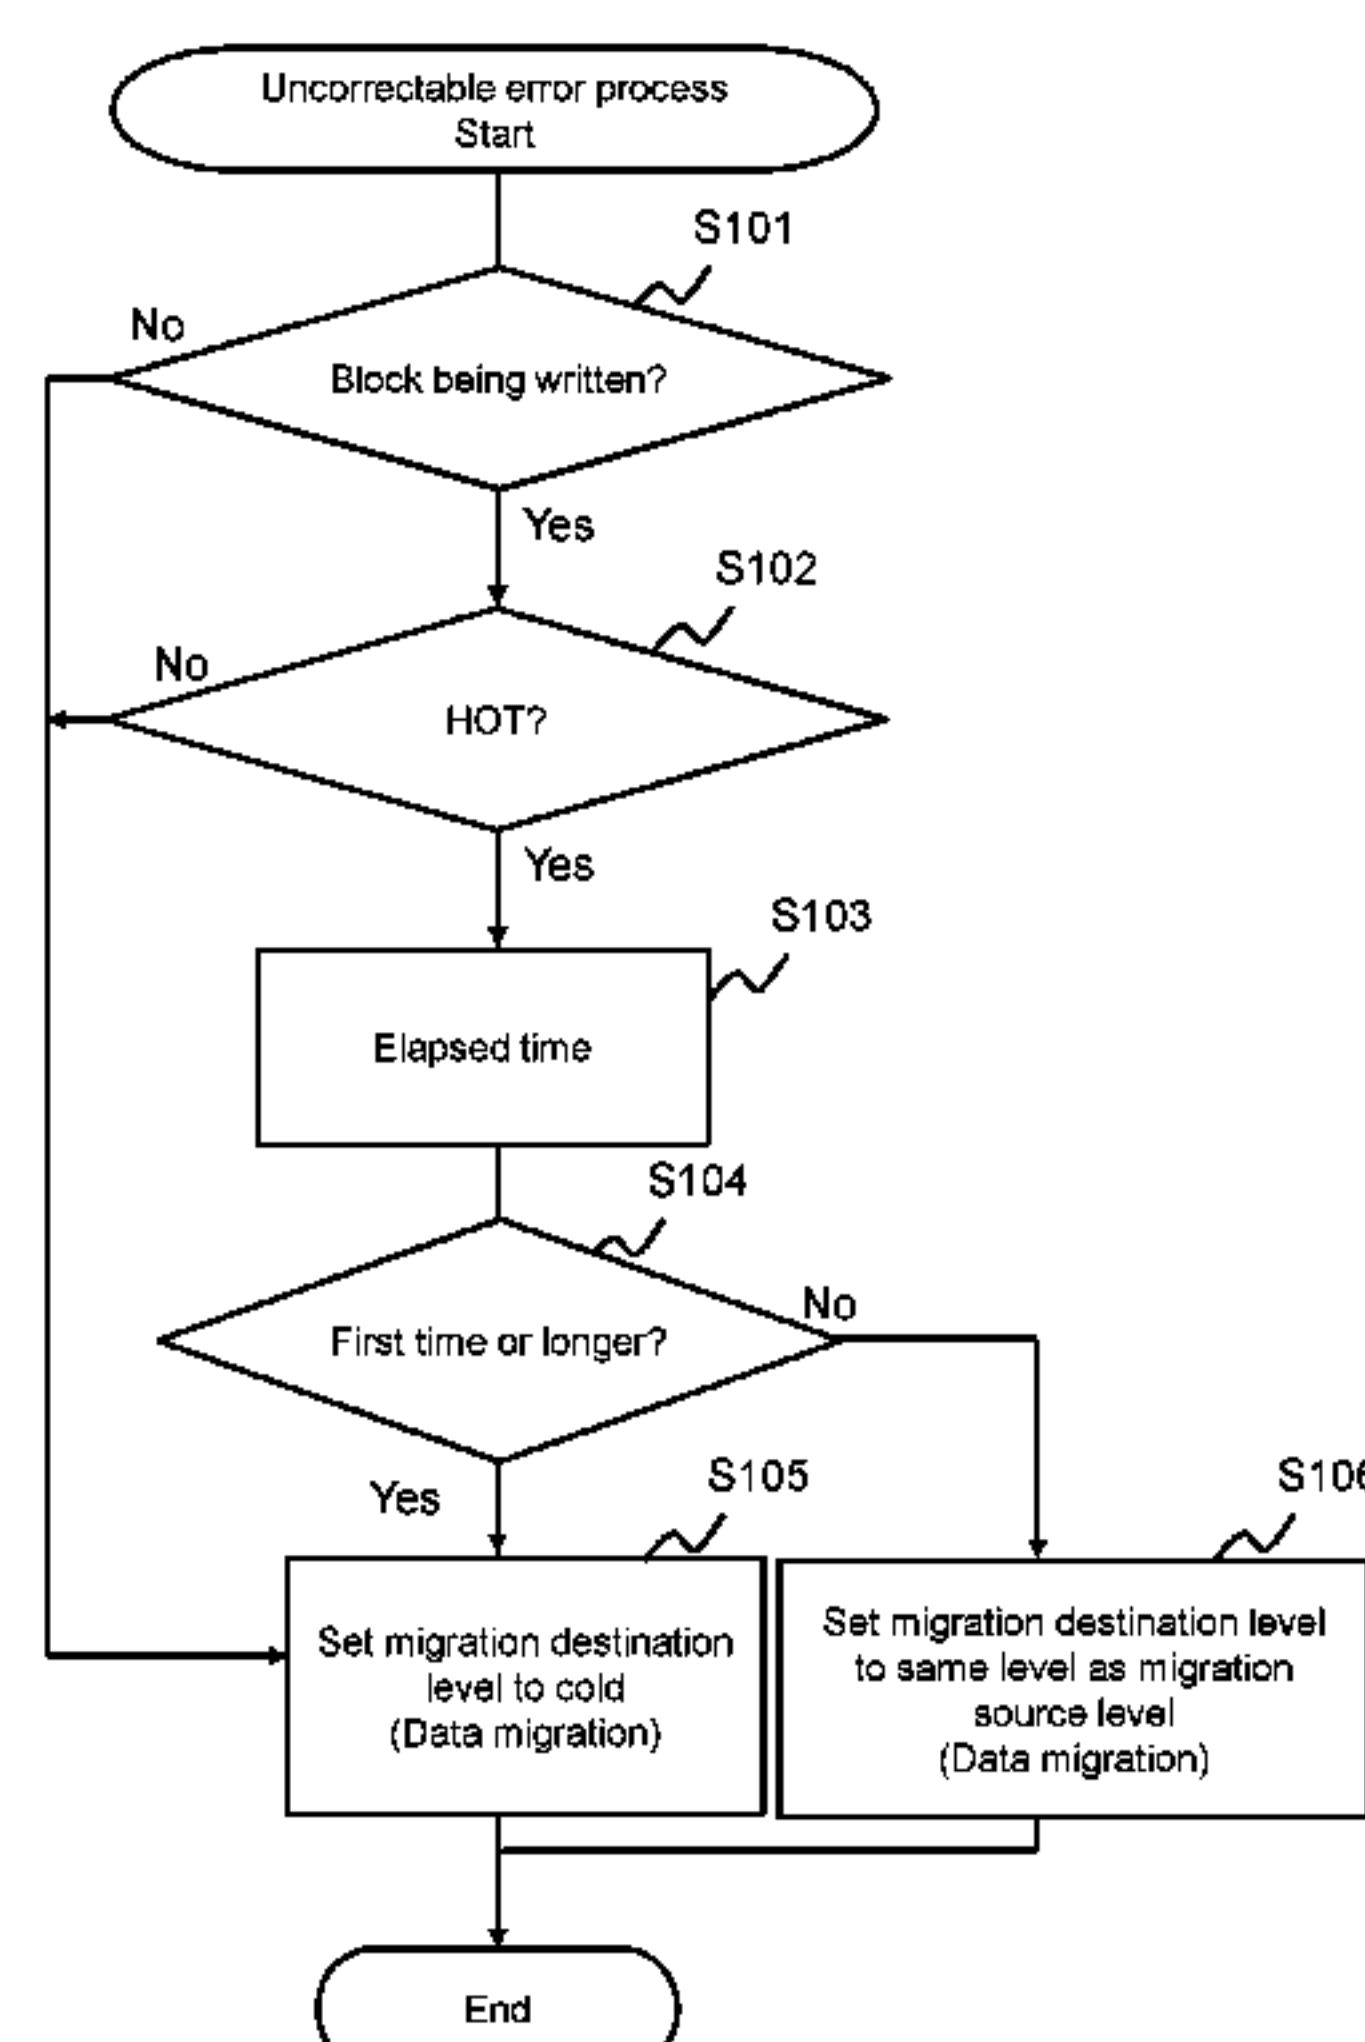 Uncorrectable error process
Start
S101
No
Block being written?
Yes
S102
No
HOT?
Yes
S103
Elapsed time
S104
No
First time or longer?
Yes
S105
S106
Set migration destination
level to cold
(Data migration)
Set migration destination level
to same level as migration
source level
(Data migration)
End